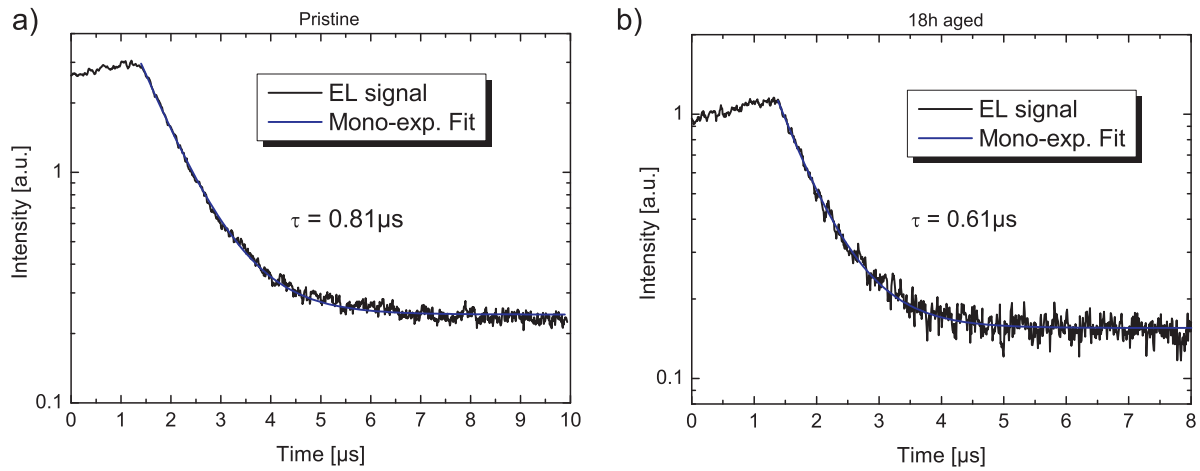 a)
Pristine
EL signal
Mono-exp. Fit
τ = 0.81µs
Intensity [a.u.]
1
0.1
0 1 2 3 4 5 6 7 8 9 10
Time [µs]
b)
18h aged
EL signal
Mono-exp. Fit
τ = 0.61µs
Intensity [a.u.]
1
0.1
0 1 2 3 4 5 6 7 8
Time [µs]